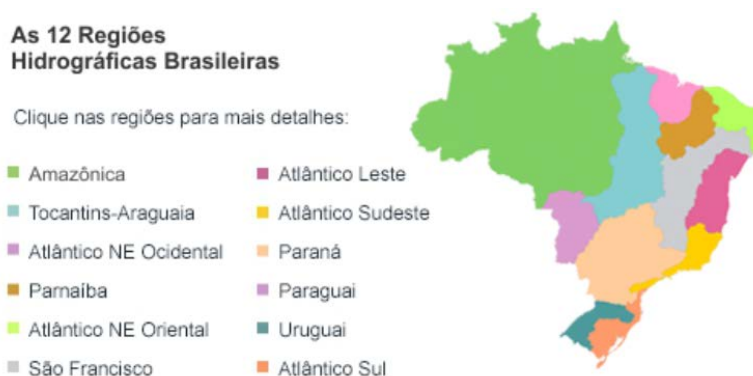 As 12 Regiões
Hidrográficas Brasileiras
Clique nas regiões para mais detalhes:
Amazônica
Tocantins-Araguaia
Atlântico NE Ocidental
Parnaíba
Atlântico NE Oriental
São Francisco
Atlântico Leste
Atlântico Sudeste
Paraná
Paraguai
Uruguai
Atlântico Sul